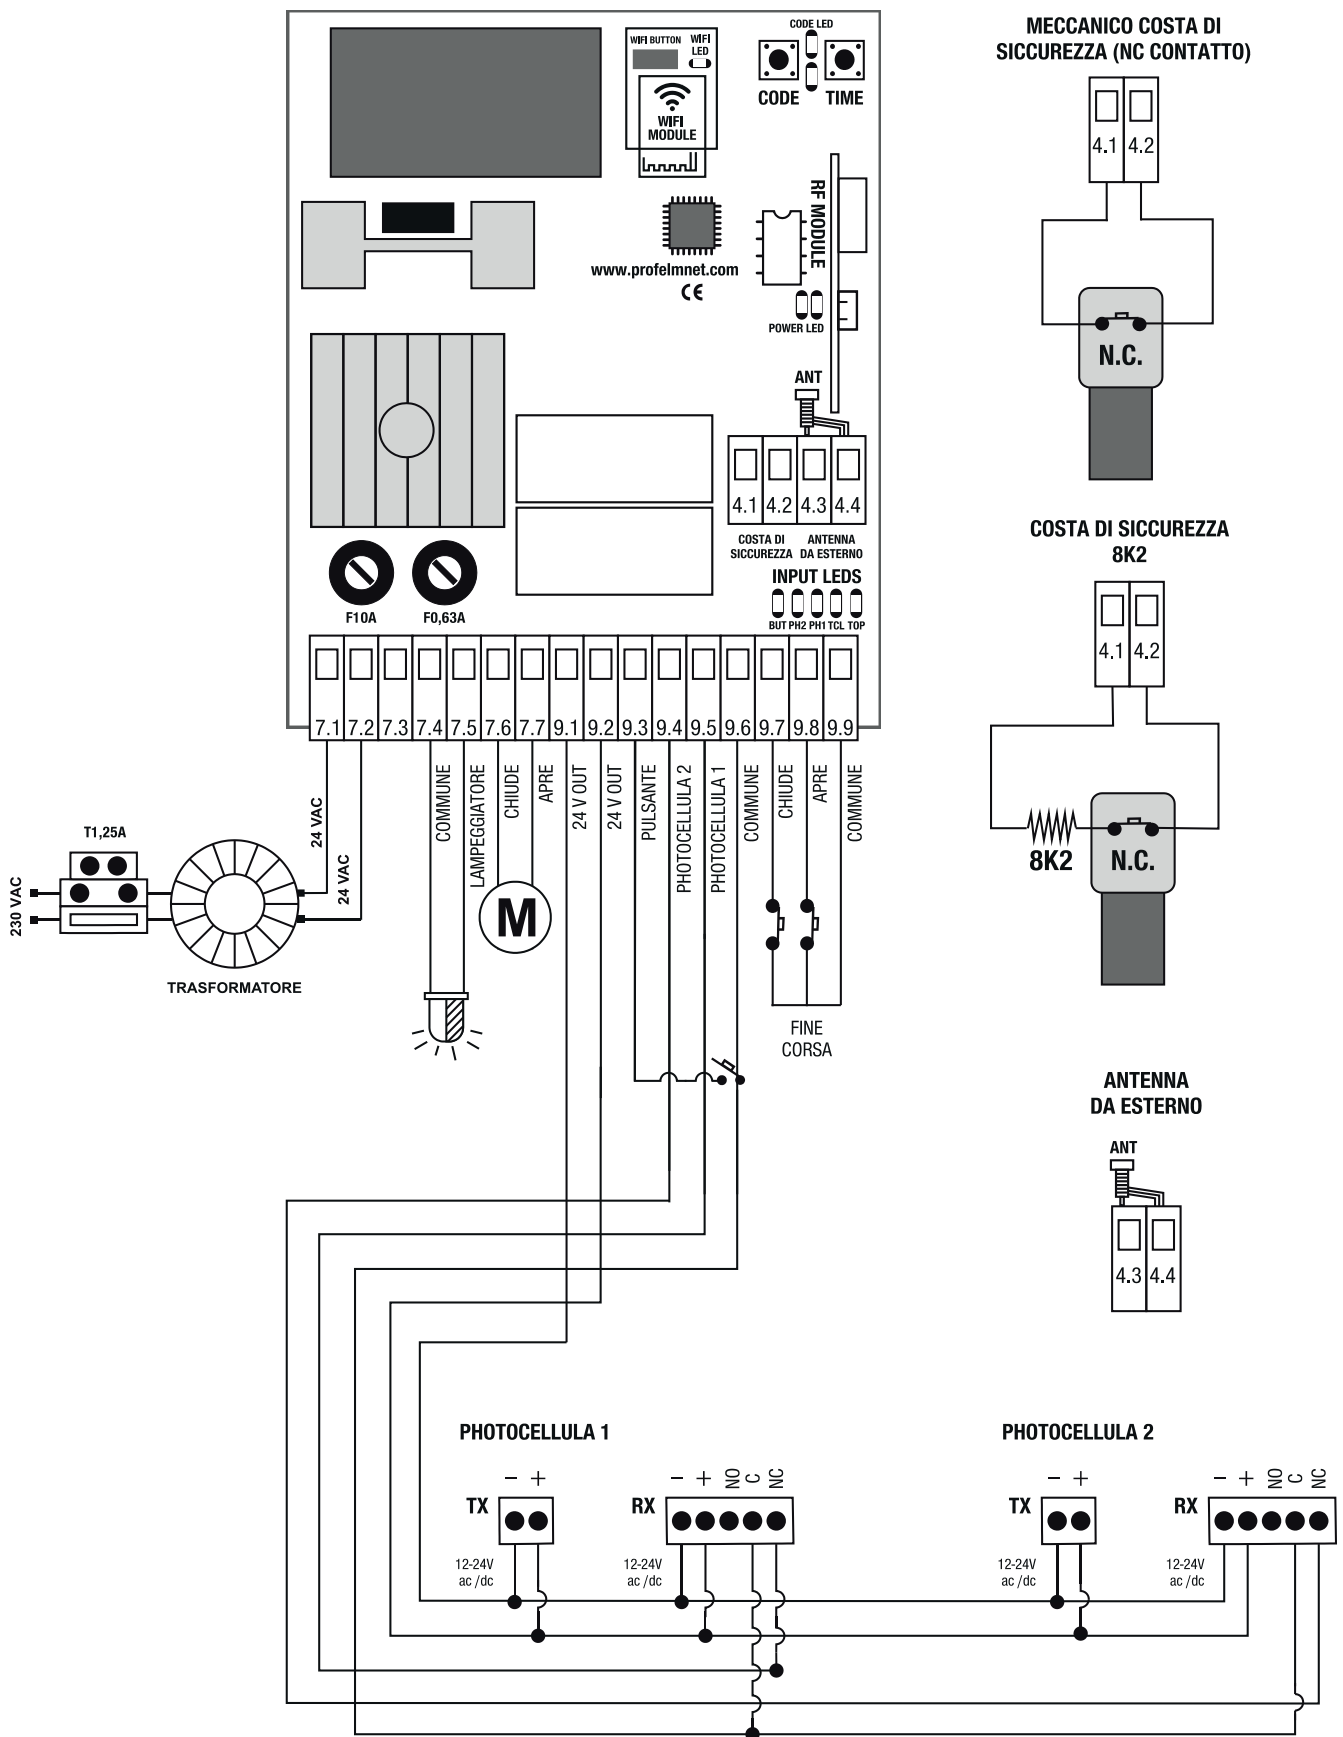 CODE LED
WIFI BUTTON
WIFI
LED
WIFI
MODULE
CODE
TIME
RF MODULE
www.profelmnet.com
CE
POWER LED
ANT
4.1 4.2 4.3 4.4
COSTA DI
SICCUREZZA
ANTENNA
DA ESTERNO
INPUT LEDS
BUT PH2 PH1 TCL TOP
F10A
F0,63A
7.1 7.2 7.3 7.4 7.5 7.6 7.7 9.1 9.2 9.3 9.4 9.5 9.6 9.7 9.8 9.9
24 VAC
24 VAC
COMMUNE
LAMPEGGIATORE
CHIUDE
APRE
24 V OUT
24 V OUT
PULSANTE
PHOTOCELLULA 2
PHOTOCELLULA 1
COMMUNE
CHIUDE
APRE
COMMUNE
T1,25A
230 VAC
TRASFORMATORE
M
FINE
CORSA
MECCANICO COSTA DI
SICCUREZZA (NC CONTATTO)
4.1 4.2
N.C.
COSTA DI SICCUREZZA
8K2
4.1 4.2
8K2
N.C.
ANTENNA
DA ESTERNO
ANT
4.3 4.4
PHOTOCELLULA 1
TX
- +
12-24V
ac /dc
RX
- + NO C NC
12-24V
ac /dc
PHOTOCELLULA 2
TX
- +
12-24V
ac /dc
RX
- + NO C NC
12-24V
ac /dc